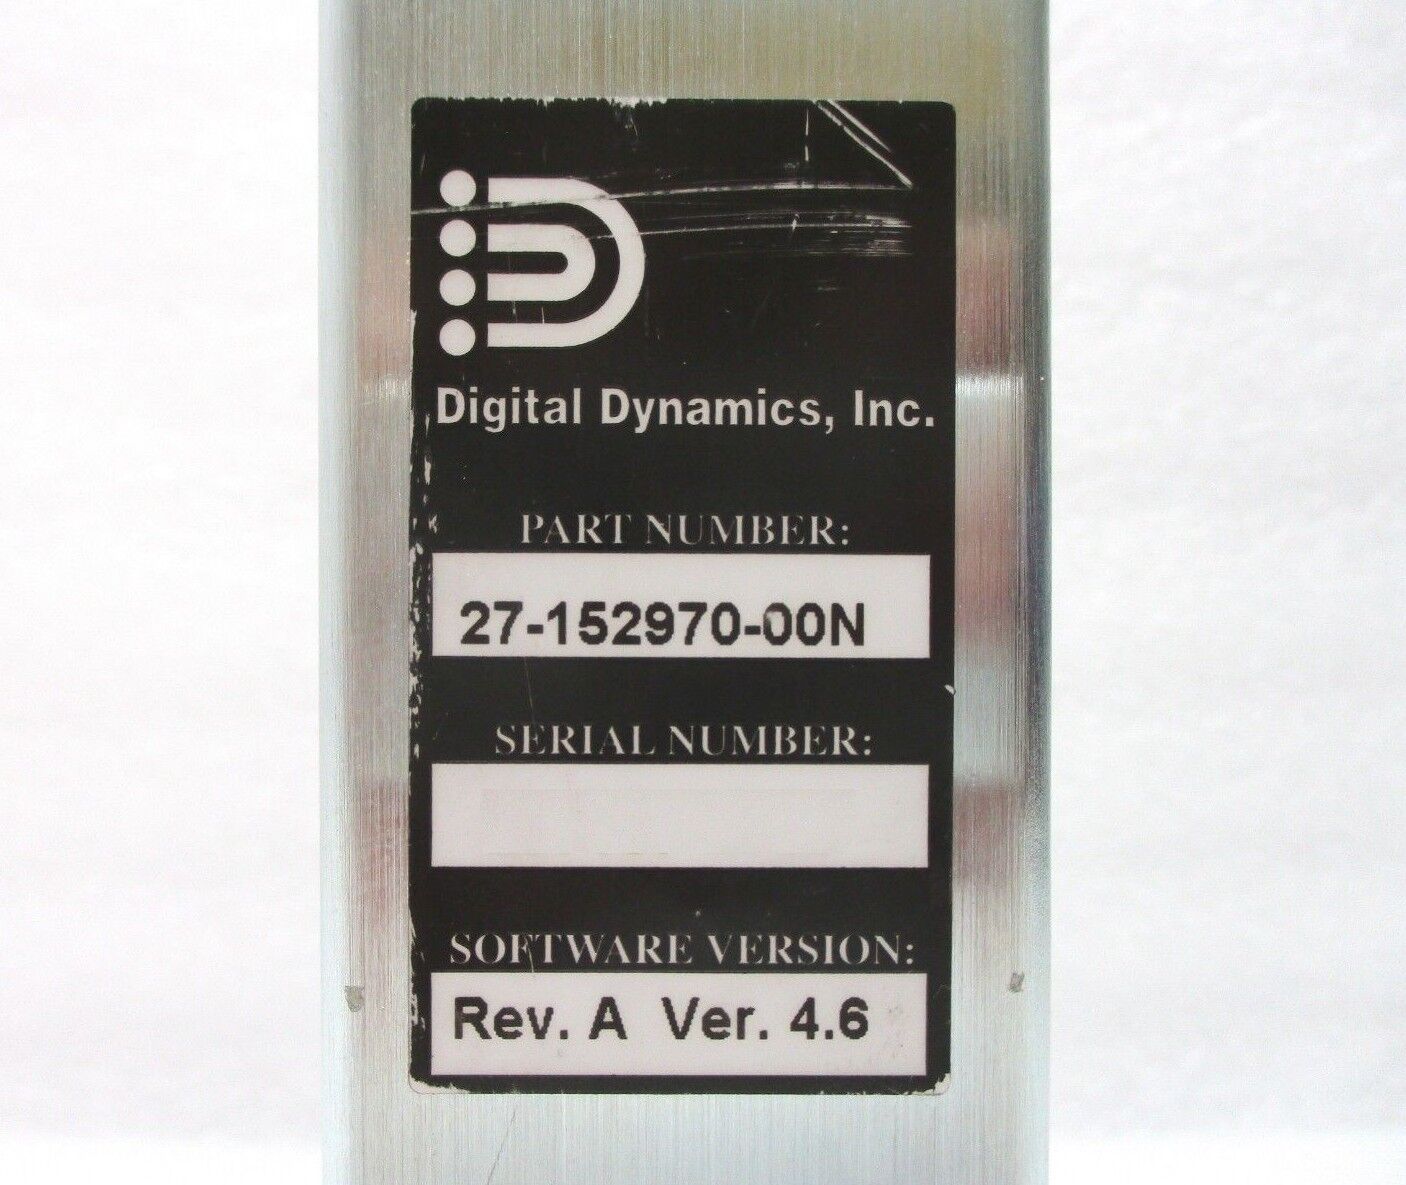 Digital Dynamics, Inc.
PART NUMBER:
27-152970-00N
SERIAL NUMBER:
SOFTWARE VERSION:
Rev. A Ver. 4.6